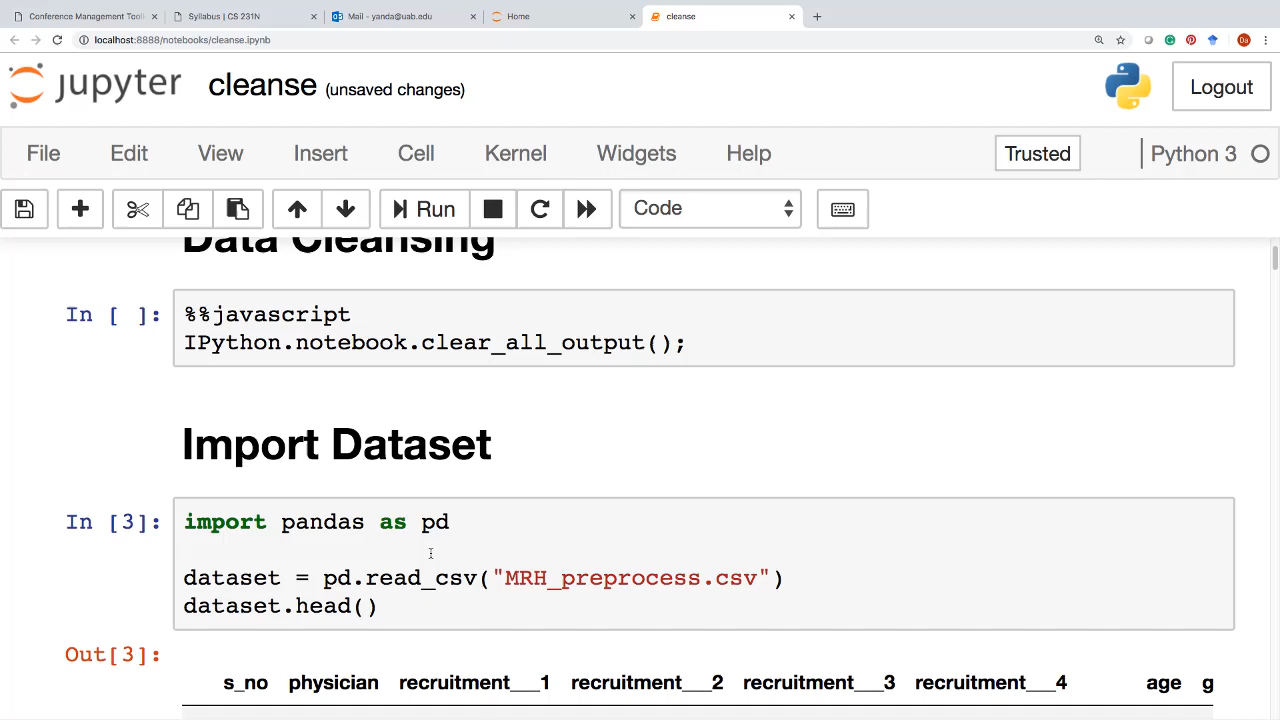 Conference Management Tool
Syllabus | CS 231N
Mail - yanda@uab.edu
Home
cleanse
localhost:8888/notebooks/cleanse.ipynb
Da
jupyter cleanse (unsaved changes)
Logout
File Edit View Insert Cell Kernel Widgets Help
Trusted
Python 3
Run
Code
Data Cleansing
In [ ]: %%javascript
IPython.notebook.clear_all_output();
Import Dataset
In [3]: import pandas as pd
dataset = pd.read_csv("MRH_preprocess.csv")
dataset.head()
Out[3]:
s_no physician recruitment___1 recruitment___2 recruitment___3 recruitment___4 age g